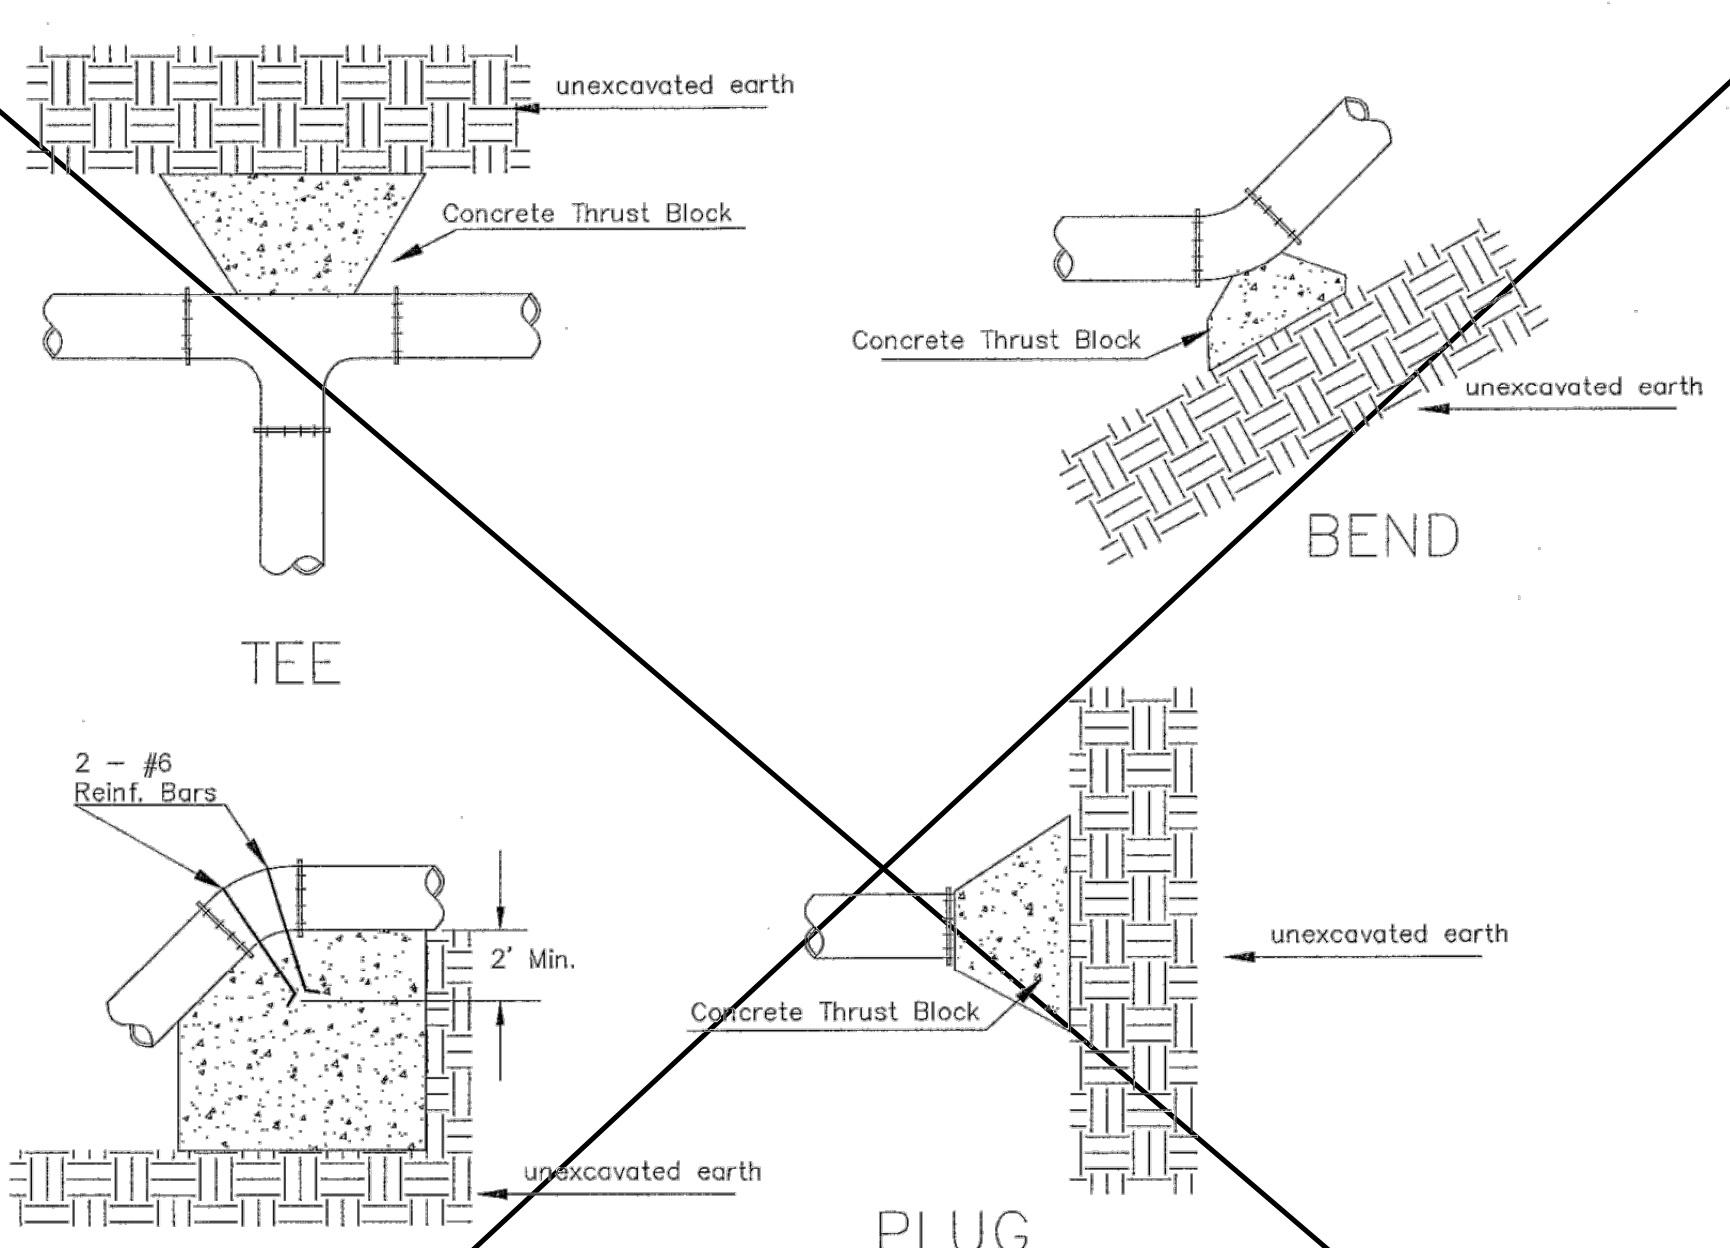 unexcavated earth
Concrete Thrust Block
TEE
Concrete Thrust Block
unexcavated earth
BEND
2 - #6
Reinf. Bars
2' Min.
unexcavated earth
Concrete Thrust Block
unexcavated earth
PLUG